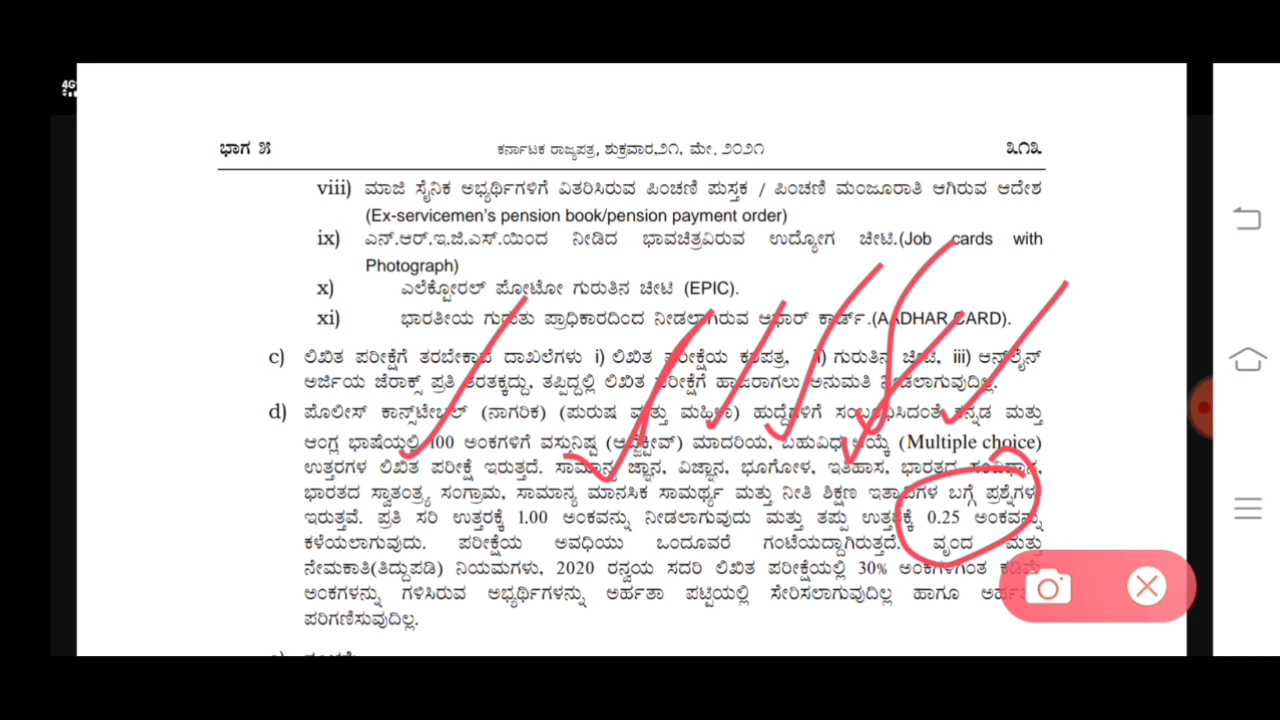 4G
ಭಾಗ ೫ ಕರ್ನಾಟಕ ರಾಜ್ಯಪತ್ರ, ಶುಕ್ರವಾರ,೨೧, ಮೇ, ೨೦೨೧ ೩೧೩
viii) ಮಾಜಿ ಸೈನಿಕ ಅಭ್ಯರ್ಥಿಗಳಿಗೆ ವಿತರಿಸಿರುವ ಪಿಂಚಣಿ ಪುಸ್ತಕ / ಪಿಂಚಣಿ ಮಂಜೂರಾತಿ ಆಗಿರುವ ಆದೇಶ
(Ex-servicemen's pension book/pension payment order)
ix) ಎನ್.ಆರ್.ಇ.ಜಿ.ಎಸ್.ಯಿಂದ ನೀಡಿದ ಭಾವಚಿತ್ರವಿರುವ ಉದ್ಯೋಗ ಚೀಟಿ.(Job cards with
Photograph)
x) ಎಲೆಕ್ಟೋರಲ್ ಪೋಟೋ ಗುರುತಿನ ಚೀಟಿ (EPIC).
xi) ಭಾರತೀಯ ಗುರುತು ಪ್ರಾಧಿಕಾರದಿಂದ ನೀಡಲಾಗಿರುವ ಆಧಾರ್ ಕಾರ್ಡ್.(AADHAR CARD).
c) ಲಿಖಿತ ಪರೀಕ್ಷೆಗೆ ತರಬೇಕಾದ ದಾಖಲೆಗಳು i) ಲಿಖಿತ ಪರೀಕ್ಷೆಯ ಕರೆಪತ್ರ, ii) ಗುರುತಿನ ಚೀಟಿ, iii) ಆನ್‌ಲೈನ್
ಅರ್ಜಿಯ ಜೆರಾಕ್ಸ್ ಪ್ರತಿ ತರತಕ್ಕದ್ದು, ತಪ್ಪಿದ್ದಲ್ಲಿ ಲಿಖಿತ ಪರೀಕ್ಷೆಗೆ ಹಾಜರಾಗಲು ಅನುಮತಿ ನೀಡಲಾಗುವುದಿಲ್ಲ.
d) ಪೊಲೀಸ್ ಕಾನ್ಸ್‌ಟೇಬಲ್ (ನಾಗರಿಕ) (ಪುರುಷ ಮತ್ತು ಮಹಿಳಾ) ಹುದ್ದೆಗಳಿಗೆ ಸಂಬಂಧಿಸಿದಂತೆ ಕನ್ನಡ ಮತ್ತು
ಆಂಗ್ಲ ಭಾಷೆಯಲ್ಲಿ 100 ಅಂಕಗಳಿಗೆ ವಸ್ತುನಿಷ್ಠ (ಆಬ್ಜೆಕ್ಟೀವ್) ಮಾದರಿಯ, ಬಹುವಿಧ ಆಯ್ಕೆ (Multiple choice)
ಉತ್ತರಗಳ ಲಿಖಿತ ಪರೀಕ್ಷೆ ಇರುತ್ತದೆ. ಸಾಮಾನ್ಯ ಜ್ಞಾನ, ವಿಜ್ಞಾನ, ಭೂಗೋಳ, ಇತಿಹಾಸ, ಭಾರತದ ಸಂವಿಧಾನ,
ಭಾರತದ ಸ್ವಾತಂತ್ರ್ಯ ಸಂಗ್ರಾಮ, ಸಾಮಾನ್ಯ ಮಾನಸಿಕ ಸಾಮರ್ಥ್ಯ ಮತ್ತು ನೀತಿ ಶಿಕ್ಷಣ ಇತ್ಯಾದಿಗಳ ಬಗ್ಗೆ ಪ್ರಶ್ನೆಗಳು
ಇರುತ್ತವೆ. ಪ್ರತಿ ಸರಿ ಉತ್ತರಕ್ಕೆ 1.00 ಅಂಕವನ್ನು ನೀಡಲಾಗುವುದು ಮತ್ತು ತಪ್ಪು ಉತ್ತರಕ್ಕೆ 0.25 ಅಂಕವನ್ನು
ಕಳೆಯಲಾಗುವುದು. ಪರೀಕ್ಷೆಯ ಅವಧಿಯು ಒಂದೂವರೆ ಗಂಟೆಯದ್ದಾಗಿರುತ್ತದೆ. ವೃಂದ ಮತ್ತು
ನೇಮಕಾತಿ(ತಿದ್ದುಪಡಿ) ನಿಯಮಗಳು, 2020 ರನ್ವಯ ಸದರಿ ಲಿಖಿತ ಪರೀಕ್ಷೆಯಲ್ಲಿ 30% ಅಂಕಗಳಿಗಿಂತ ಕಡಿಮೆ
ಅಂಕಗಳನ್ನು ಗಳಿಸಿರುವ ಅಭ್ಯರ್ಥಿಗಳನ್ನು ಅರ್ಹತಾ ಪಟ್ಟಿಯಲ್ಲಿ ಸೇರಿಸಲಾಗುವುದಿಲ್ಲ ಹಾಗೂ
ಪರಿಗಣಿಸುವುದಿಲ್ಲ.